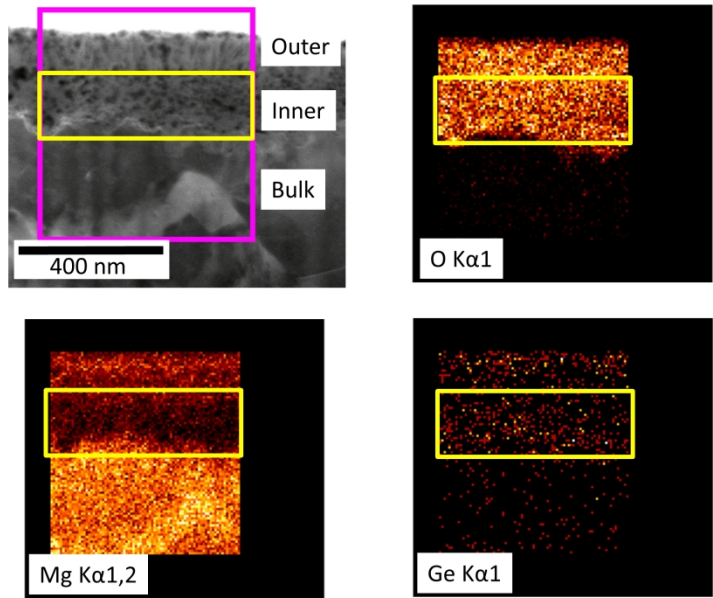 Outer
Inner
Bulk
400 nm
O Kα1
Mg Kα1,2
Ge Kα1